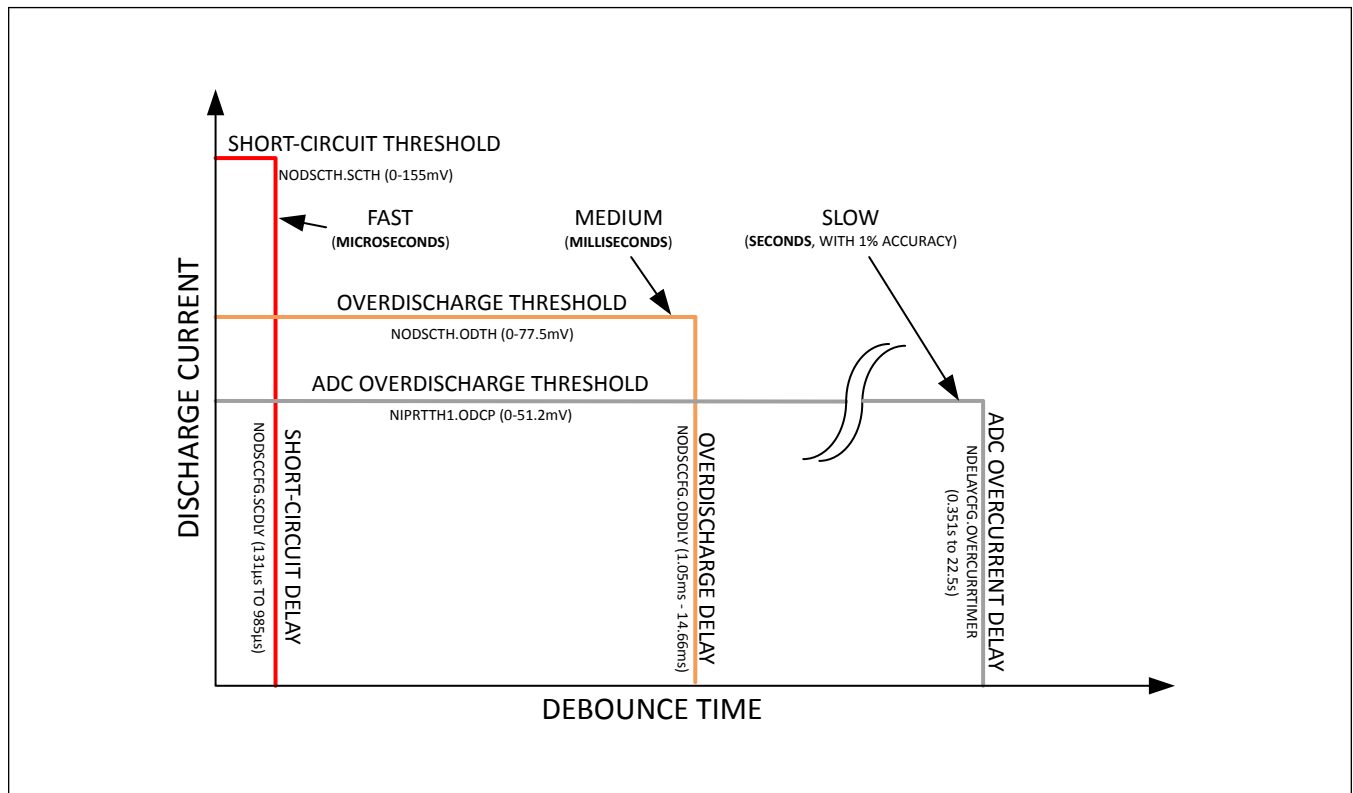 SHORT-CIRCUIT THRESHOLD
NODSCTH.SCTH (0-155mV)
FAST
(MICROSECONDS)
MEDIUM
(MILLISECONDS)
SLOW
(SECONDS, WITH 1% ACCURACY)
OVERDISCHARGE THRESHOLD
NODSCTH.ODTH (0-77.5mV)
ADC OVERDISCHARGE THRESHOLD
NIPRTTH1.ODCP (0-51.2mV)
DISCHARGE CURRENT
NODSCCFG.SCDLY (131µs TO 985µs)
SHORT-CIRCUIT DELAY
NODSCCFG.ODDLY (1.05ms - 14.66ms)
OVERDISCHARGE DELAY
ADC OVERCURRENT DELAY
NDELAYCFG.OVERCURRTIMER
(0.351s to 22.5s)
DEBOUNCE TIME